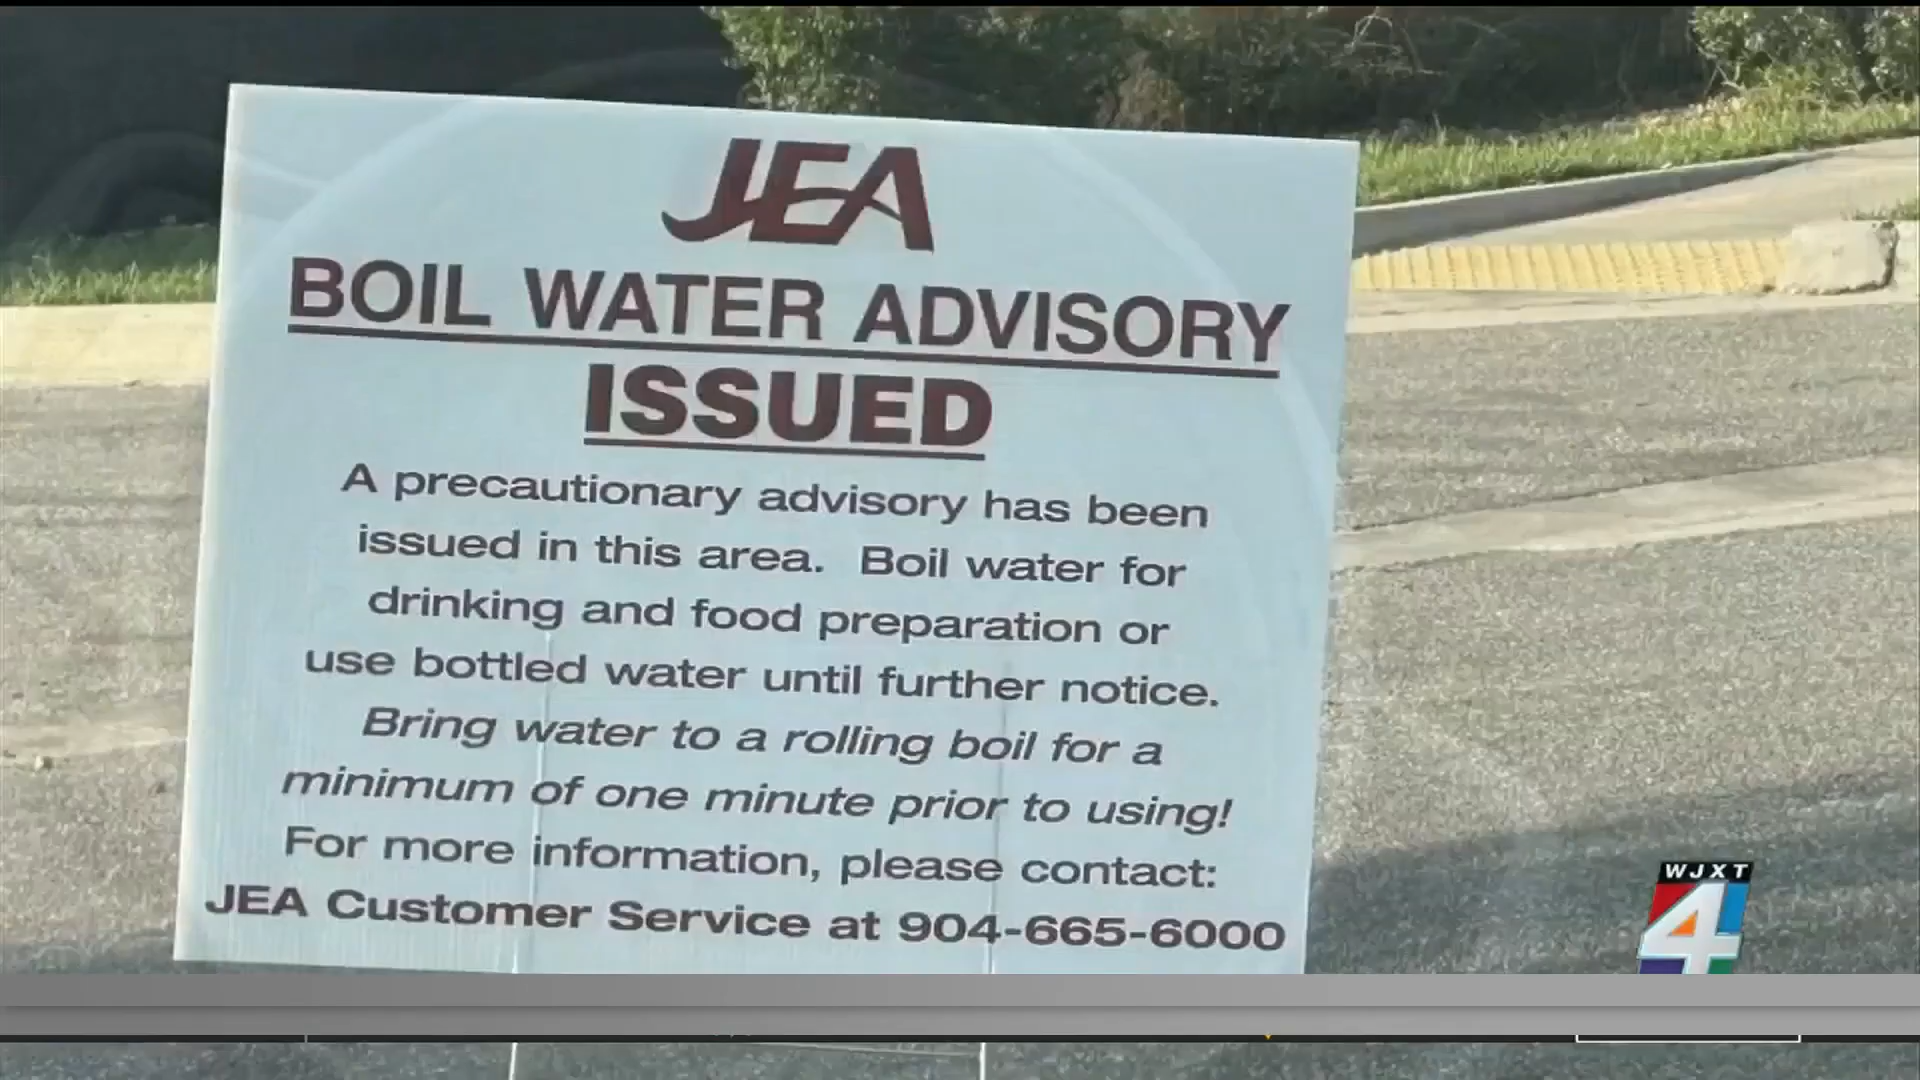 JEA
BOIL WATER ADVISORY
ISSUED
A precautionary advisory has been
issued in this area. Boil water for
drinking and food preparation or
use bottled water until further notice.
Bring water to a rolling boil for a
minimum of one minute prior to using!
For more information, please contact:
JEA Customer Service at 904-665-6000
WJXT
4